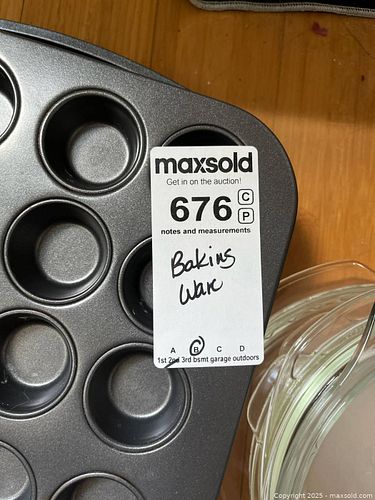 maxsold
Get in on the auction!
676 C
P
notes and measurements
Baking
Ware
A B C D
1st 2nd 3rd bsmt garage outdoors
Copyright 2025 - maxsold.com